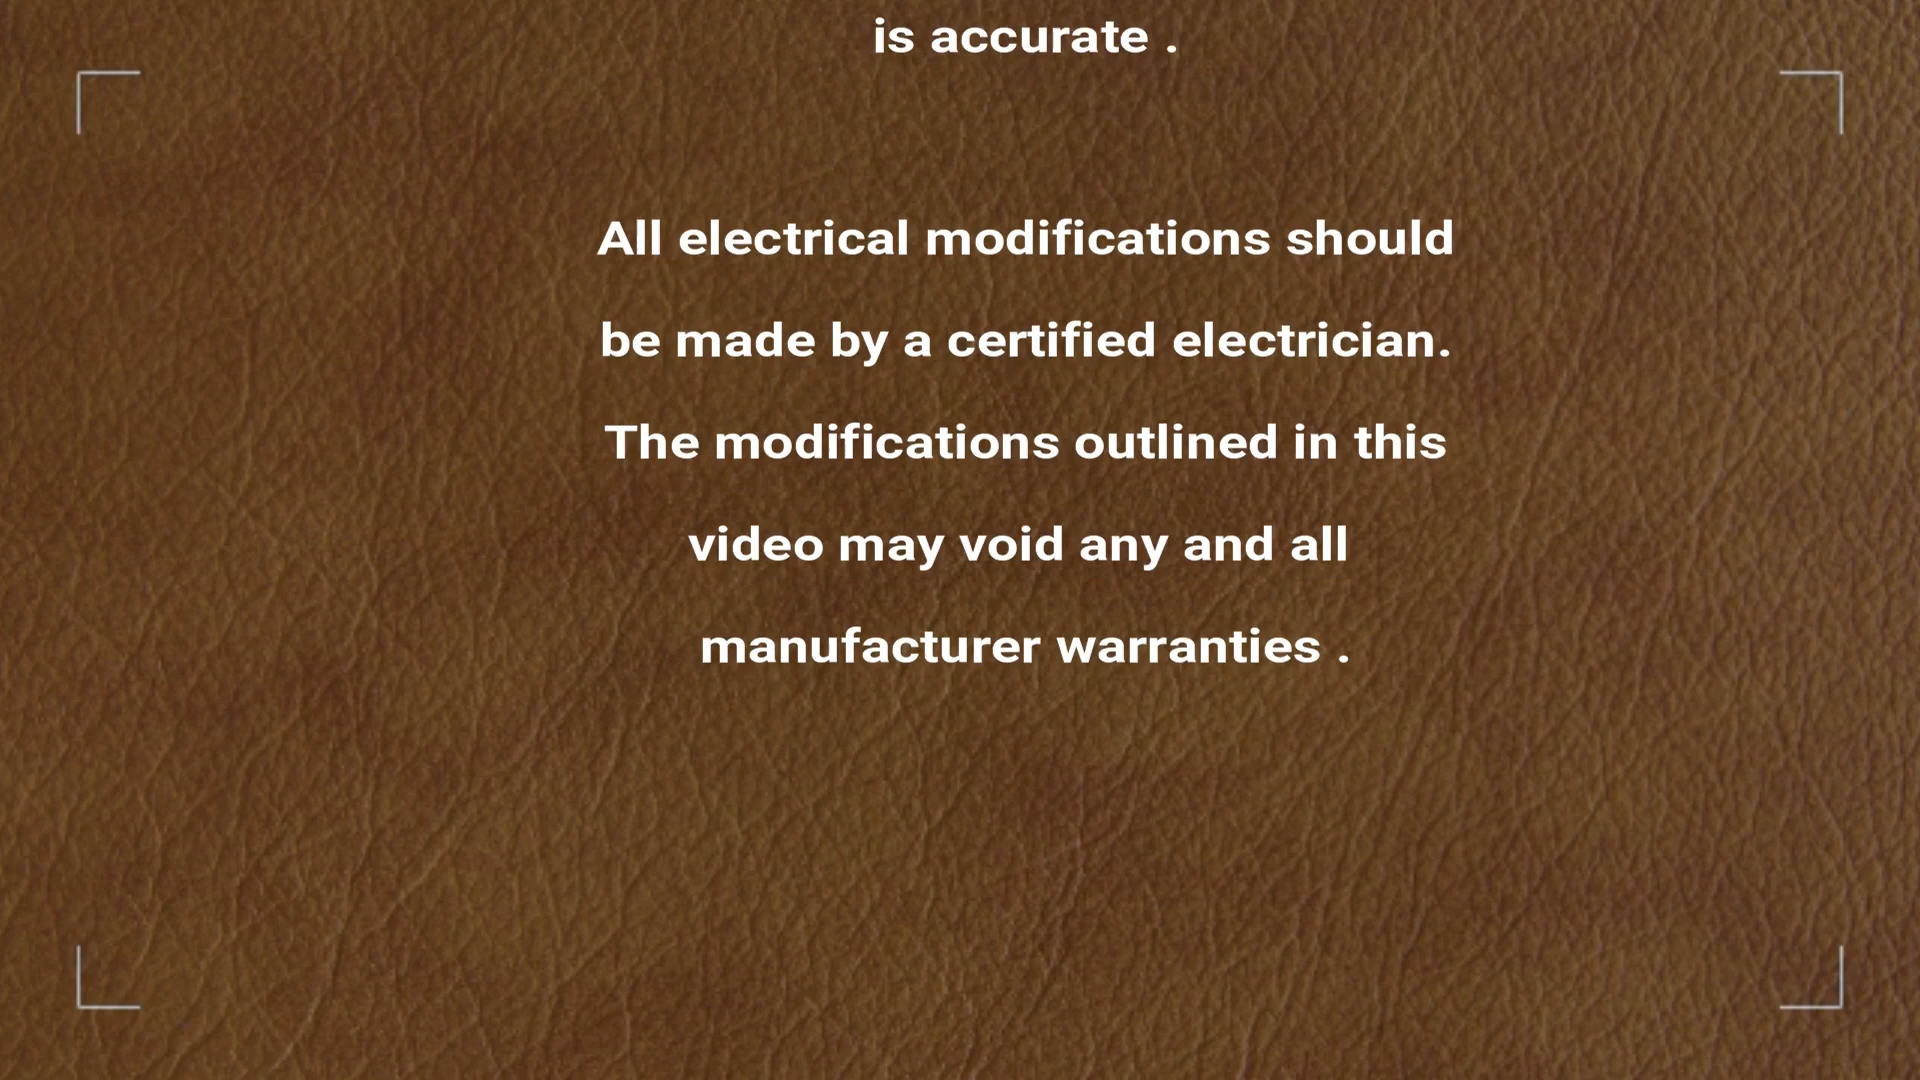 is accurate .
All electrical modifications should
be made by a certified electrician.
The modifications outlined in this
video may void any and all
manufacturer warranties .